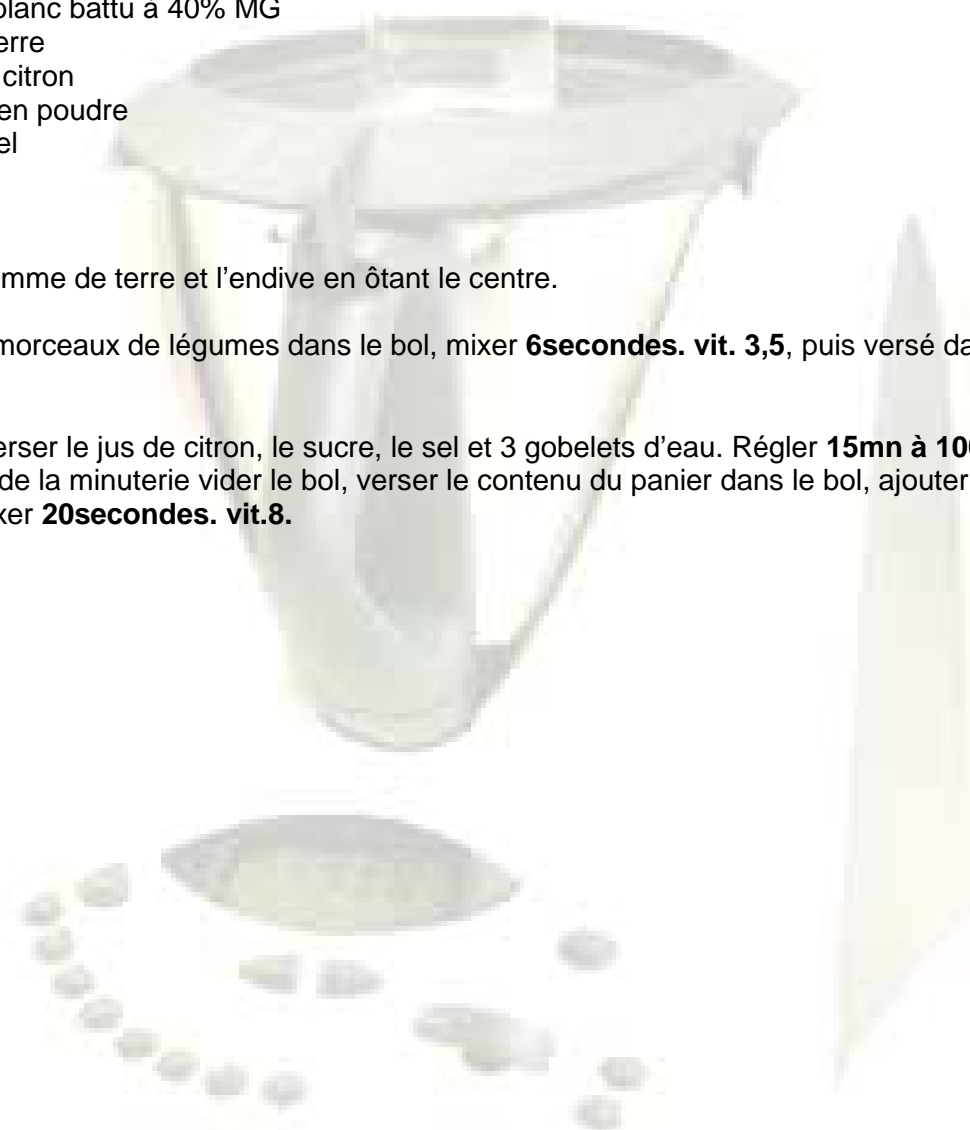 blanc battu à 40% MG
erre
citron
en poudre
el
mme de terre et l'endive en ôtant le centre.
morceaux de légumes dans le bol, mixer 6secondes. vit. 3,5, puis versé da
erser le jus de citron, le sucre, le sel et 3 gobelets d'eau. Régler 15mn à 10
de la minuterie vider le bol, verser le contenu du panier dans le bol, ajouter
xer 20secondes. vit.8.